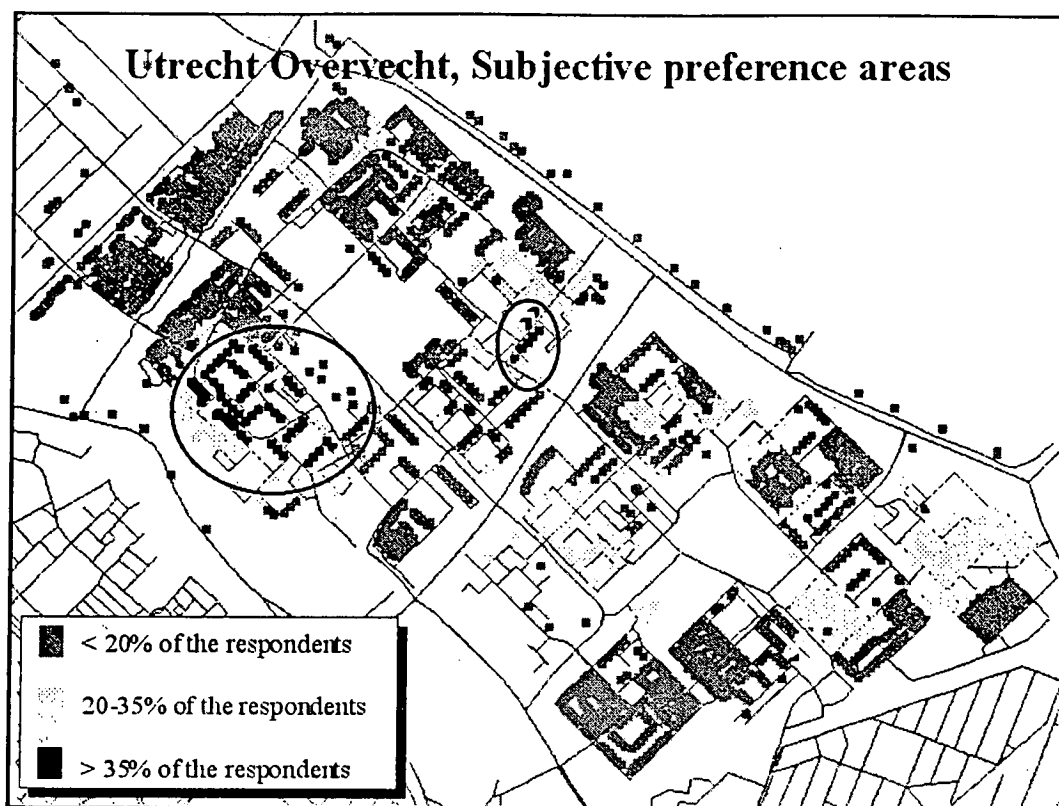 Utrecht Overvecht, Subjective preference areas
< 20% of the respondents
20-35% of the respondents
> 35% of the respondents